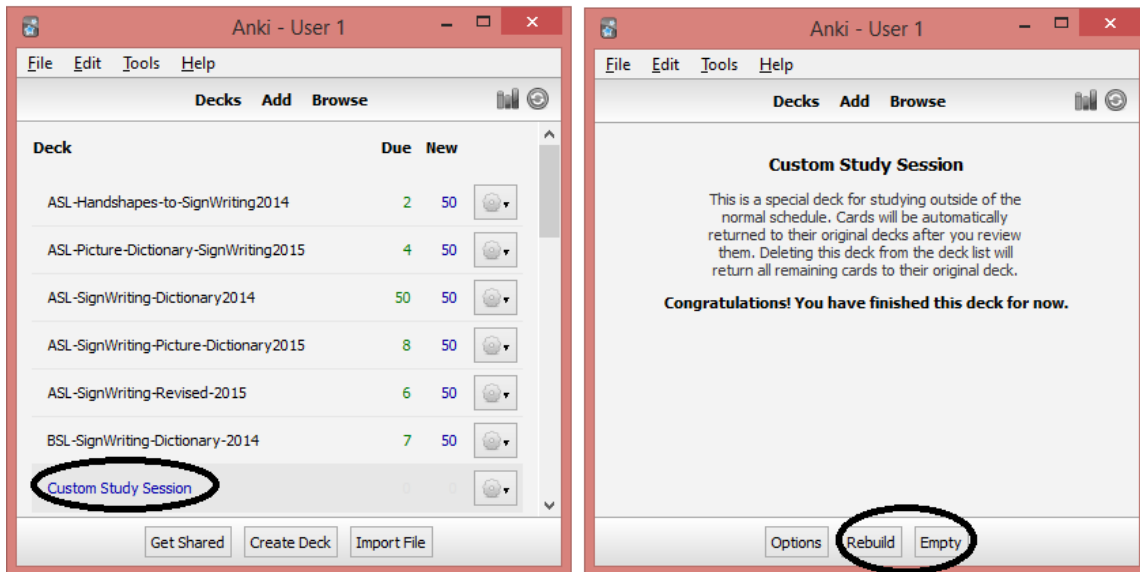 Anki - User 1
File Edit Tools Help
Decks Add Browse
Deck Due New
ASL-Handshapes-to-SignWriting2014 2 50
ASL-Picture-Dictionary-SignWriting2015 4 50
ASL-SignWriting-Dictionary2014 50 50
ASL-SignWriting-Picture-Dictionary2015 8 50
ASL-SignWriting-Revised-2015 6 50
BSL-SignWriting-Dictionary-2014 7 50
Custom Study Session 0 0
Get Shared Create Deck Import File
Anki - User 1
File Edit Tools Help
Decks Add Browse
Custom Study Session
This is a special deck for studying outside of the
normal schedule. Cards will be automatically
returned to their original decks after you review
them. Deleting this deck from the deck list will
return all remaining cards to their original deck.
Congratulations! You have finished this deck for now.
Options Rebuild Empty